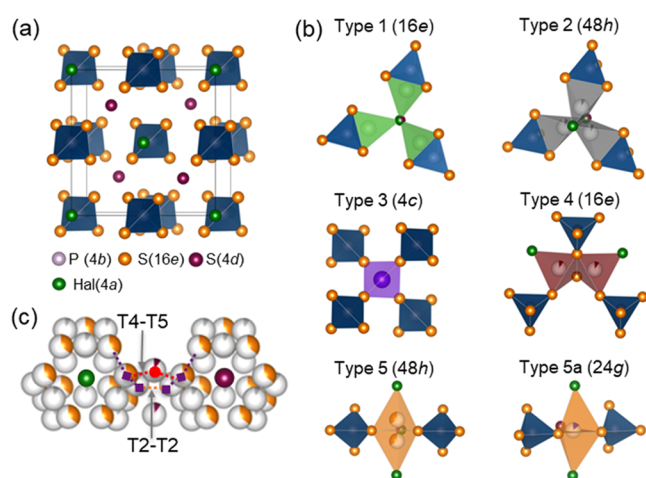 (a)
P (4b) S(16e) S(4d)
Hal(4a)
(b)
Type 1 (16e) Type 2 (48h)
Type 3 (4c) Type 4 (16e)
Type 5 (48h) Type 5a (24g)
(c)
T4-T5
T2-T2